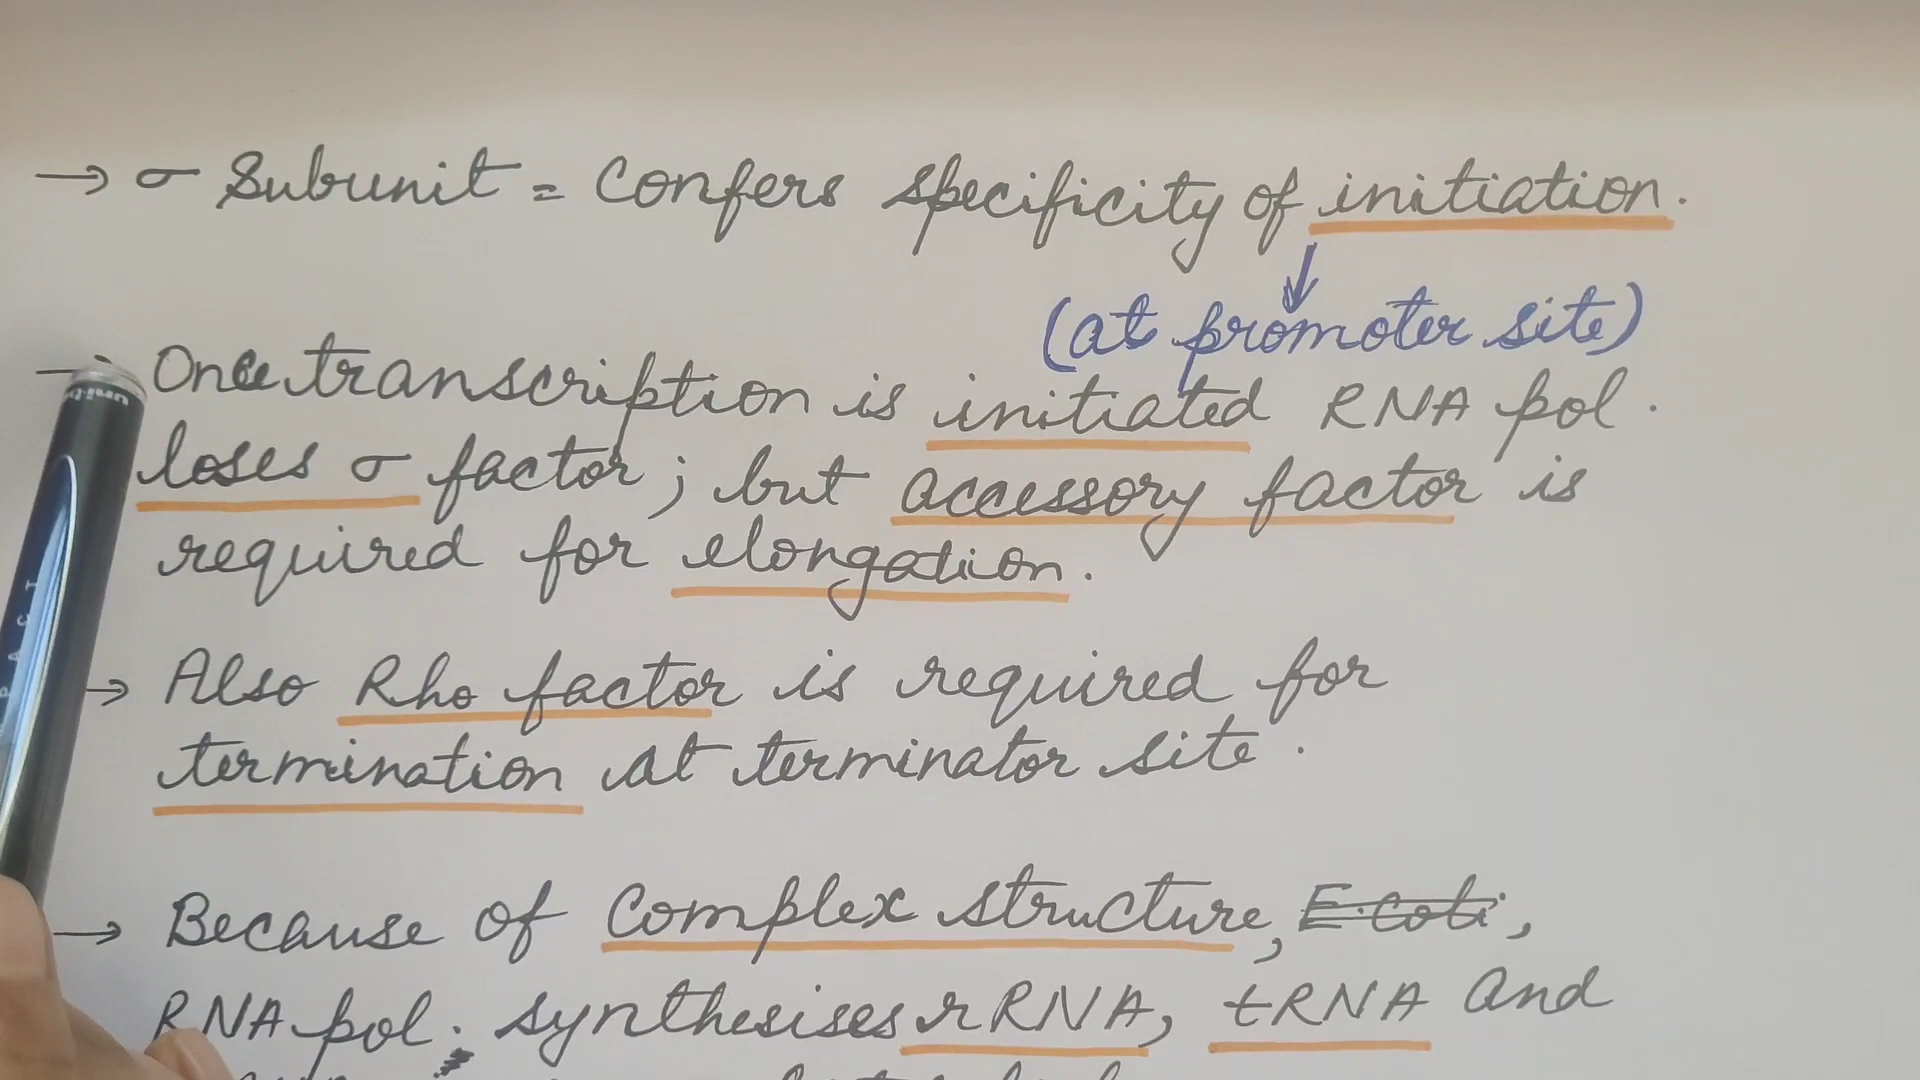 → σ Subunit = Confers specificity of initiation.
↓
(at promoter site)
→ Once transcription is initiated RNA pol.
loses σ factor; but accessory factor is
required for elongation.
→ Also Rho factor is required for
termination at terminator site.
→ Because of Complex structure, E.coli,
RNA pol. synthesises rRNA, tRNA and